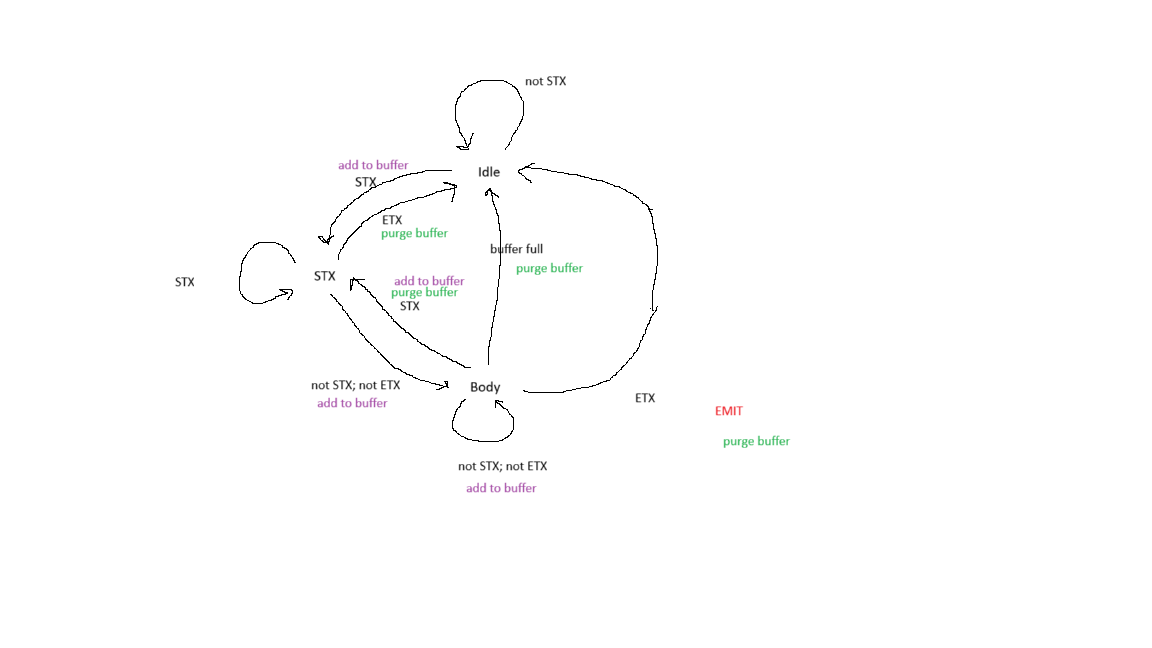 not STX
add to buffer
STX
Idle
ETX
purge buffer
buffer full
purge buffer
STX
STX
add to buffer
purge buffer
STX
not STX; not ETX
add to buffer
Body
ETX
EMIT
purge buffer
not STX; not ETX
add to buffer